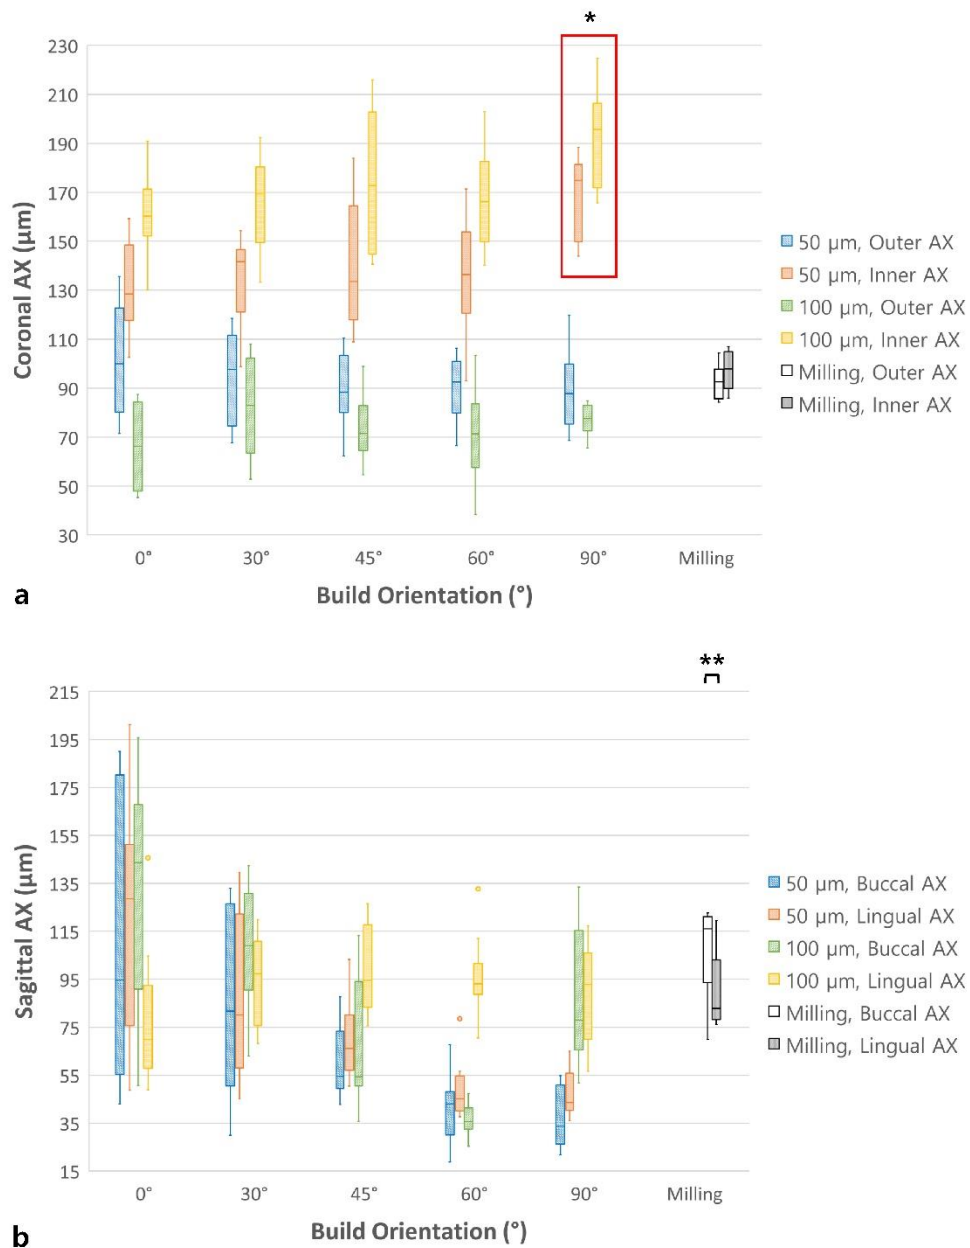 *
230
210
190
170
150
130
110
90
70
50
30
Coronal AX (µm)
0° 30° 45° 60° 90° Milling
Build Orientation (°)
50 µm, Outer AX
50 µm, Inner AX
100 µm, Outer AX
100 µm, Inner AX
Milling, Outer AX
Milling, Inner AX
a
**
215
195
175
155
135
115
95
75
55
35
15
Sagittal AX (µm)
0° 30° 45° 60° 90° Milling
Build Orientation (°)
50 µm, Buccal AX
50 µm, Lingual AX
100 µm, Buccal AX
100 µm, Lingual AX
Milling, Buccal AX
Milling, Lingual AX
b